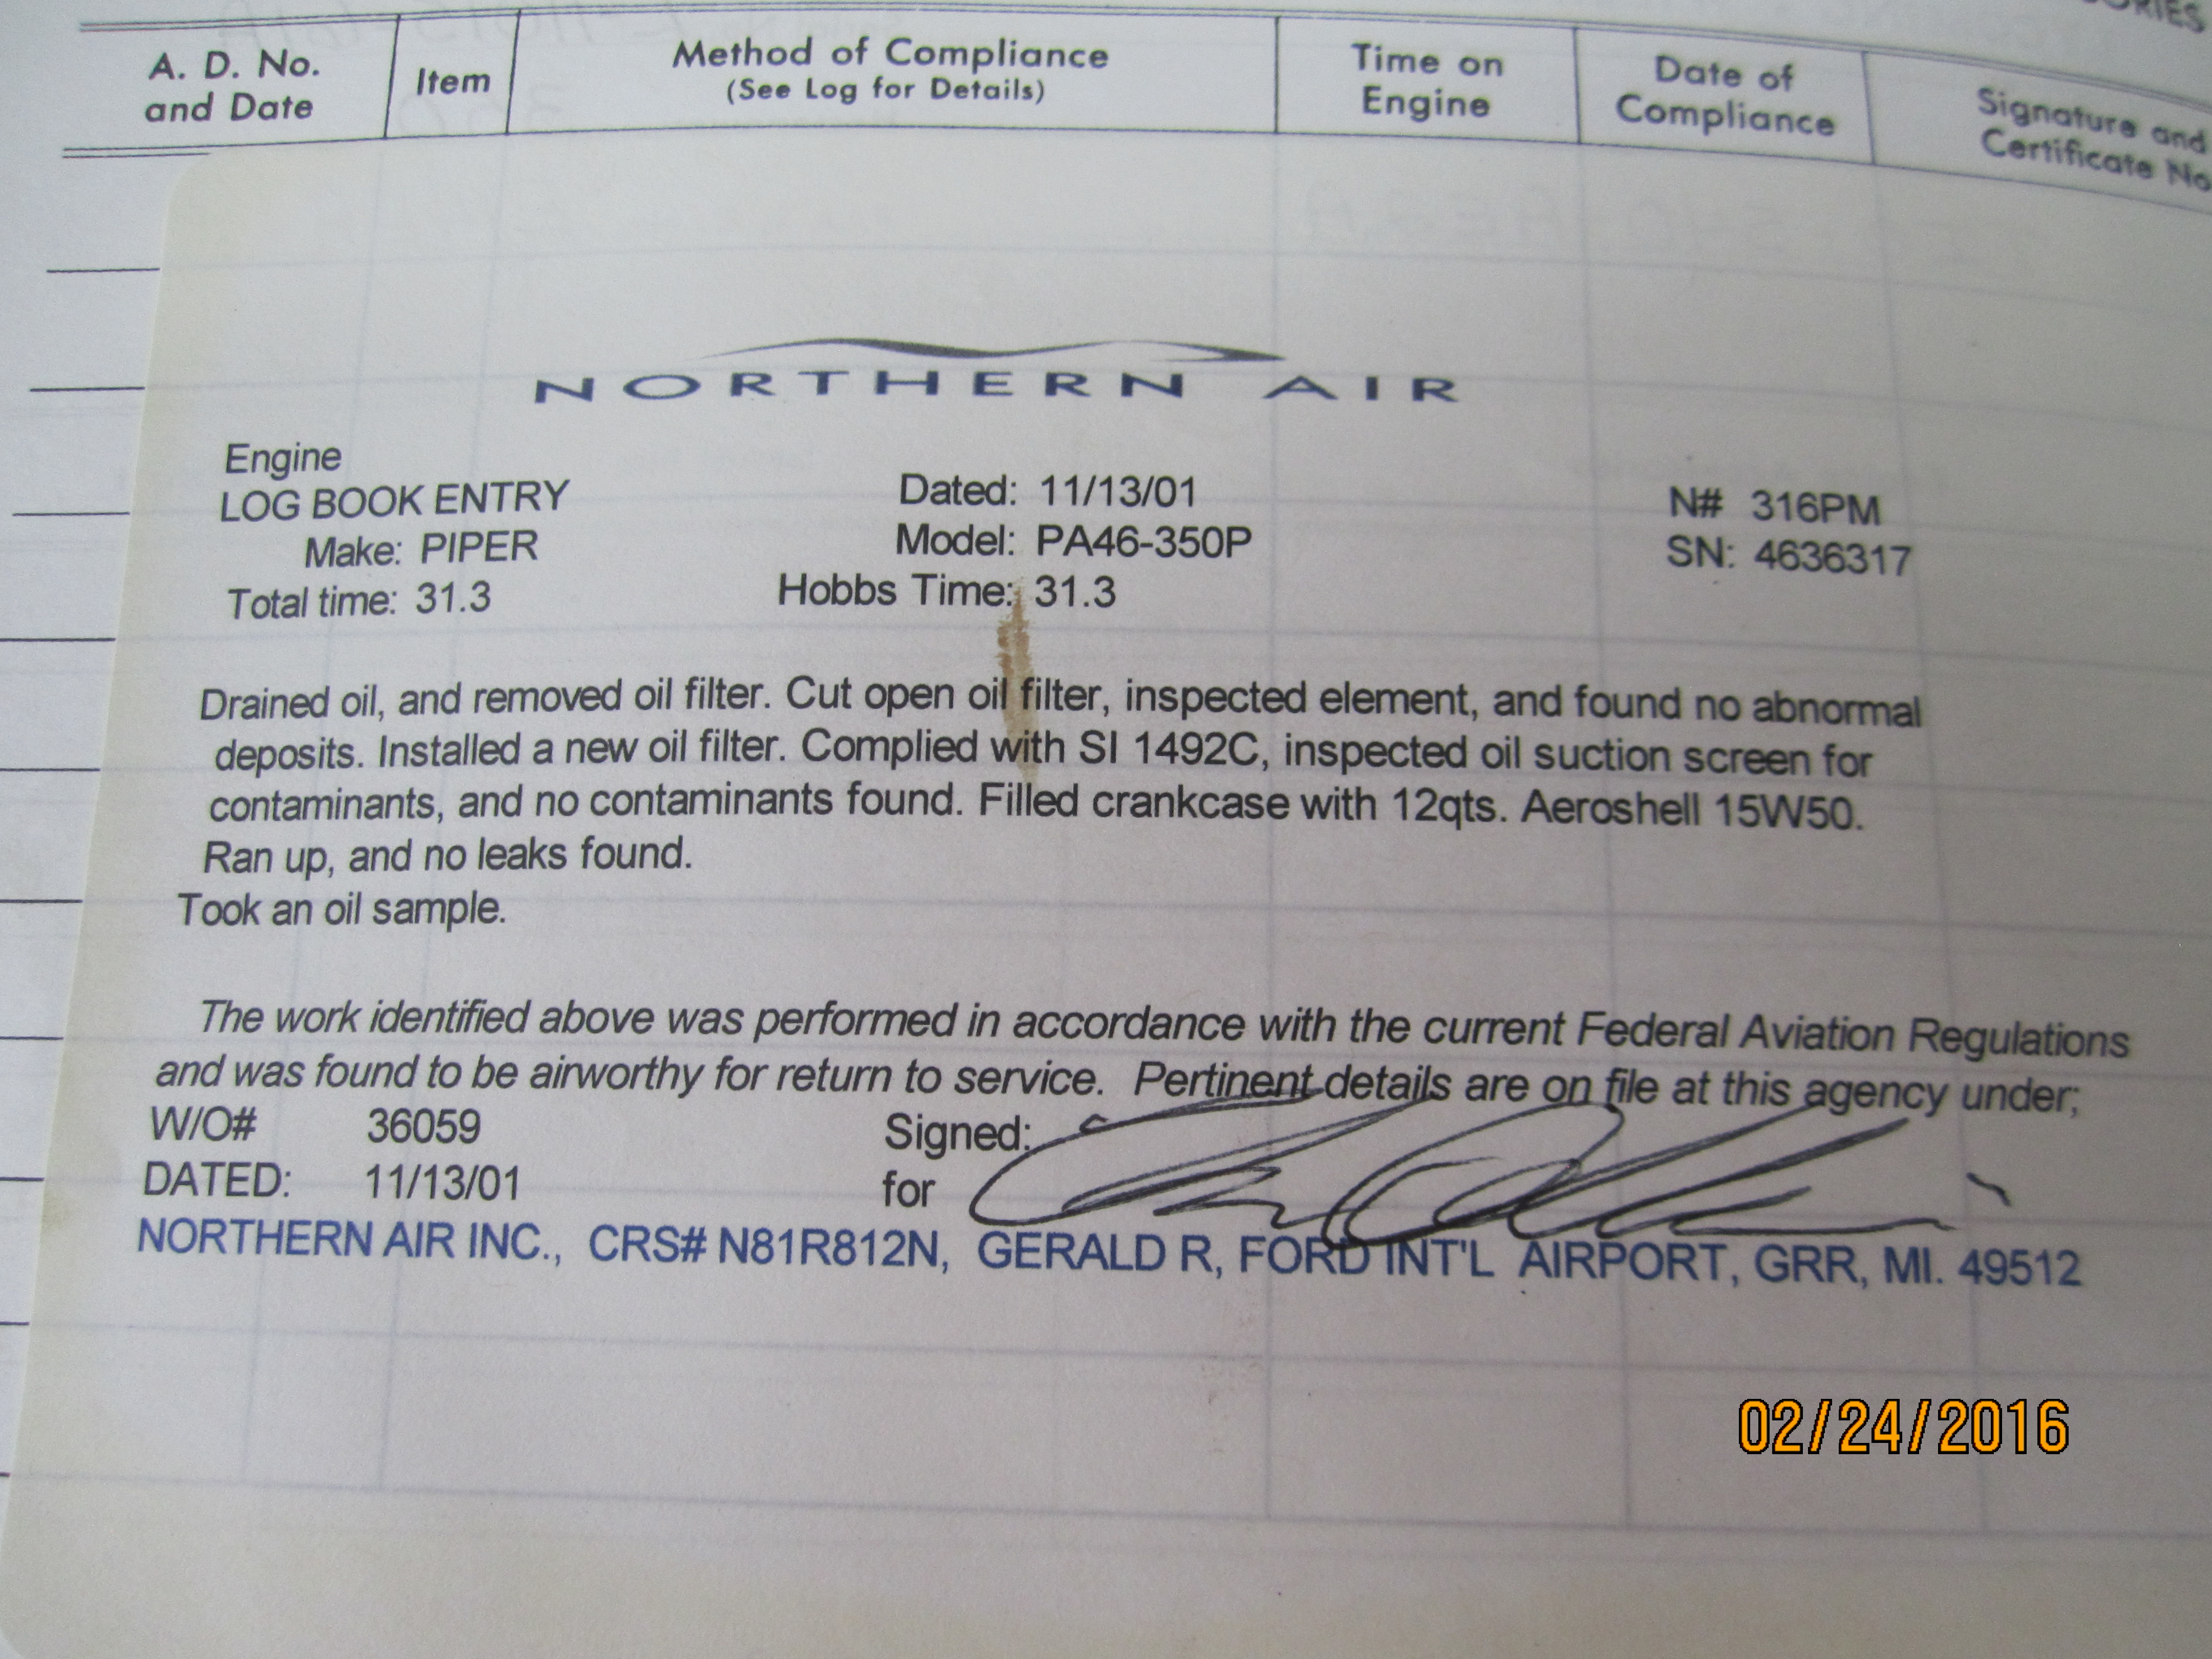 A. D. No.
and Date
Item
Method of Compliance
(See Log for Details)
Time on
Engine
Date of
Compliance
Signature and
Certificate No
NORTHERN AIR
Engine
LOG BOOK ENTRY
Dated: 11/13/01
N# 316PM
Make: PIPER
Model: PA46-350P
SN: 4636317
Total time: 31.3
Hobbs Time: 31.3
Drained oil, and removed oil filter. Cut open oil filter, inspected element, and found no abnormal
deposits. Installed a new oil filter. Complied with SI 1492C, inspected oil suction screen for
contaminants, and no contaminants found. Filled crankcase with 12qts. Aeroshell 15W50.
Ran up, and no leaks found.
Took an oil sample.
The work identified above was performed in accordance with the current Federal Aviation Regulations
and was found to be airworthy for return to service. Pertinent details are on file at this agency under;
W/O# 36059
Signed:
DATED: 11/13/01
for
NORTHERN AIR INC., CRS# N81R812N, GERALD R, FORD INT'L AIRPORT, GRR, MI. 49512
02/24/2016